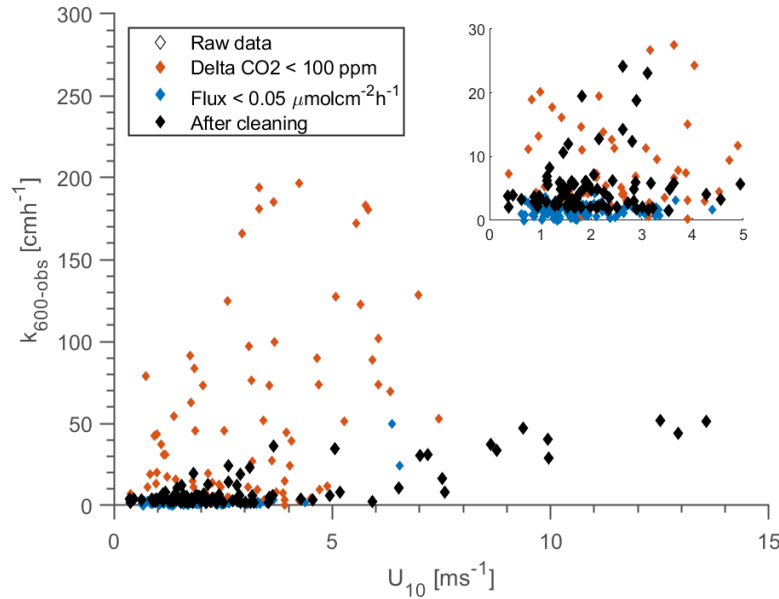 300
250
200
150
100
50
0
k600-obs [cmh-1]
Raw data
Delta CO2 < 100 ppm
Flux < 0.05 μmolcm-2h-1
After cleaning
30
20
10
0
0 1 2 3 4 5
0 5 10 15
U10 [ms-1]